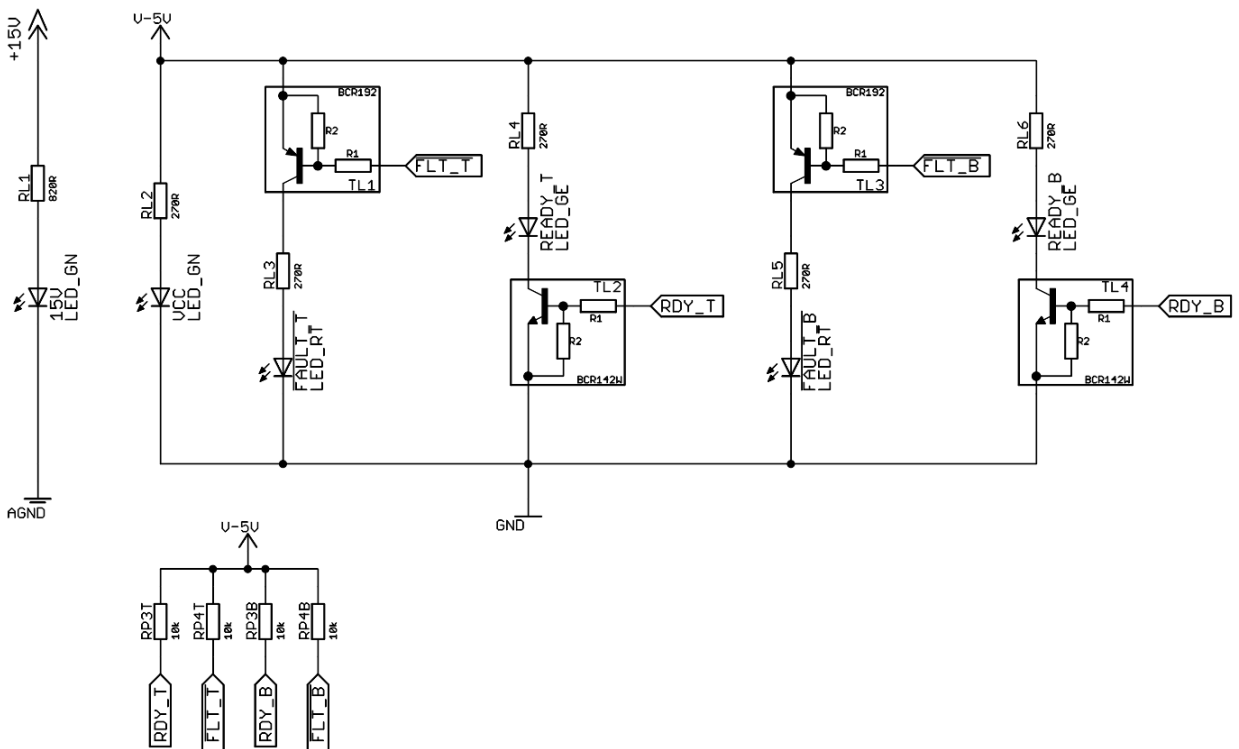 +15V
V-5V
RL1
820R
15V
LED_GN
AGND
RL2
270R
VCC
LED_GN
BCR192
R2
R1
TL1
FLT_T
RL3
270R
FAULT_T
LED_RT
RL4
270R
READY_T
LED_GE
TL2
R1
R2
BCR142W
RDY_T
GND
BCR192
R2
R1
TL3
FLT_B
RL5
270R
FAULT_B
LED_RT
RL6
270R
READY_B
LED_GE
TL4
R1
R2
BCR142W
RDY_B
V-5V
RP3T
10k
RP4T
10k
RP3B
10k
RP4B
10k
RDY_T
FLT_T
RDY_B
FLT_B